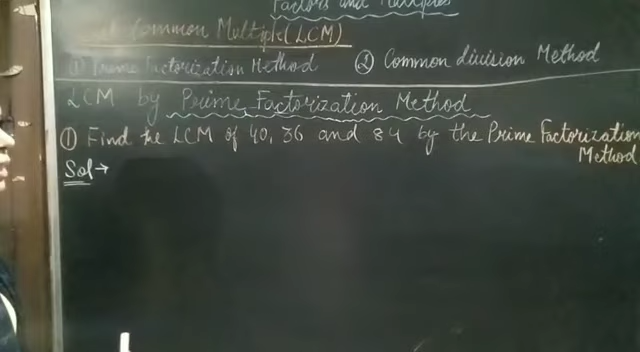 Factors and Multiples
Common Multiple (LCM)
① Prime Factorization Method ② Common division Method
LCM by Prime Factorization Method
① Find the LCM of 40, 36 and 84 by the Prime Factorization
Method
Sol→